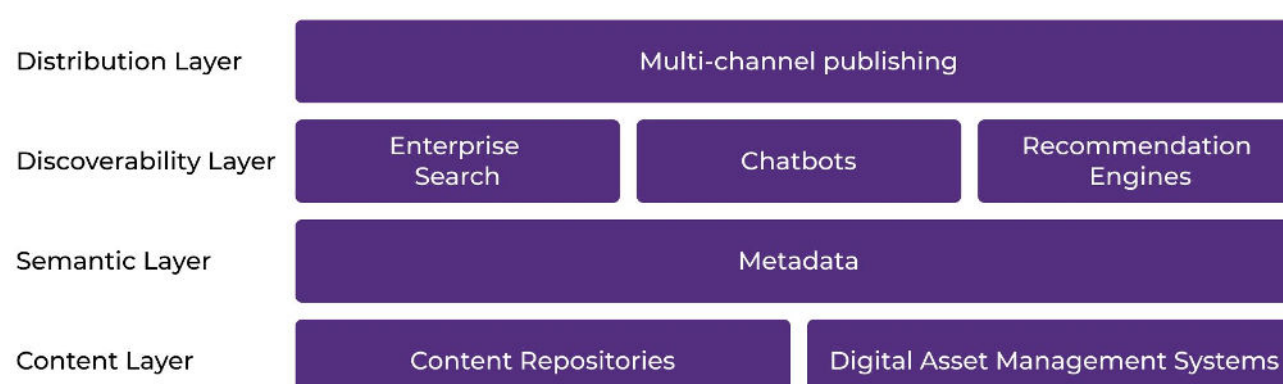 Distribution Layer
Multi-channel publishing
Discoverability Layer
Enterprise
Search
Chatbots
Recommendation
Engines
Semantic Layer
Metadata
Content Layer
Content Repositories
Digital Asset Management Systems